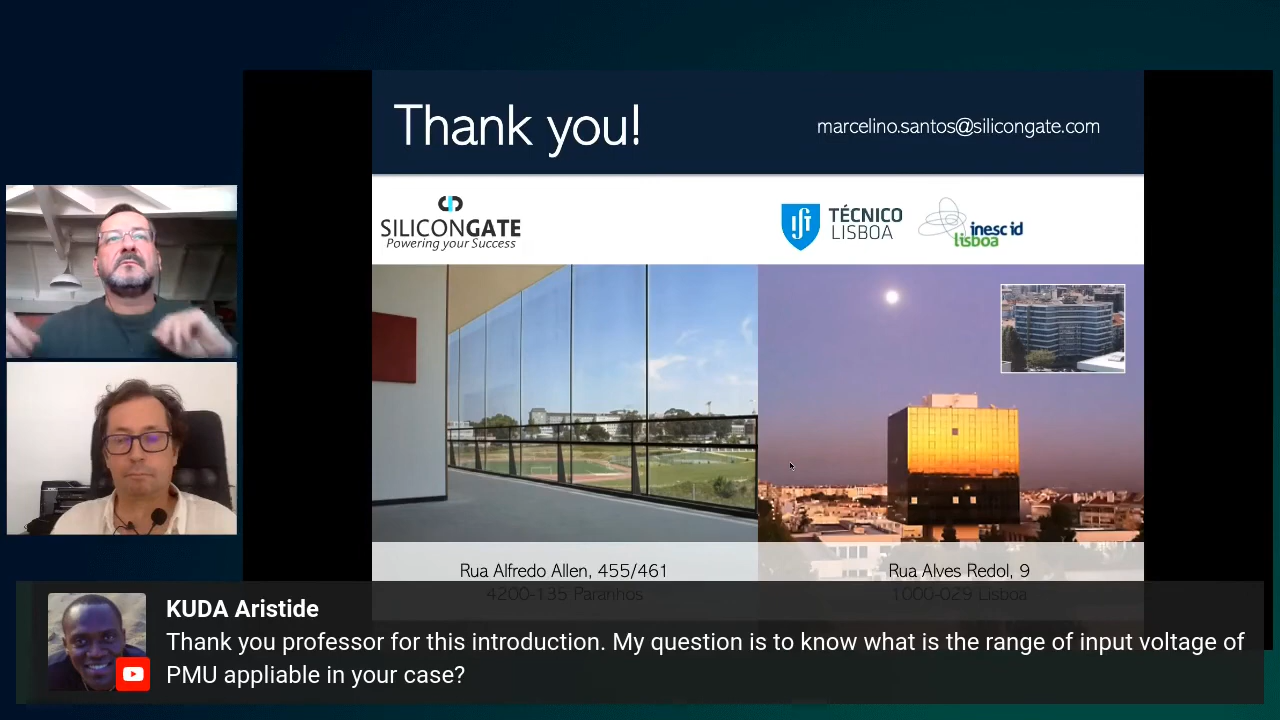 Thank you!
marcelino.santos@silicongate.com
SILICONGATE
Powering your Success
TÉCNICO
LISBOA
inesc id
lisboa
Rua Alfredo Allen, 455/461
4200-135 Paranhos
Rua Alves Redol, 9
1000-029 Lisboa
KUDA Aristide
Thank you professor for this introduction. My question is to know what is the range of input voltage of
PMU appliable in your case?